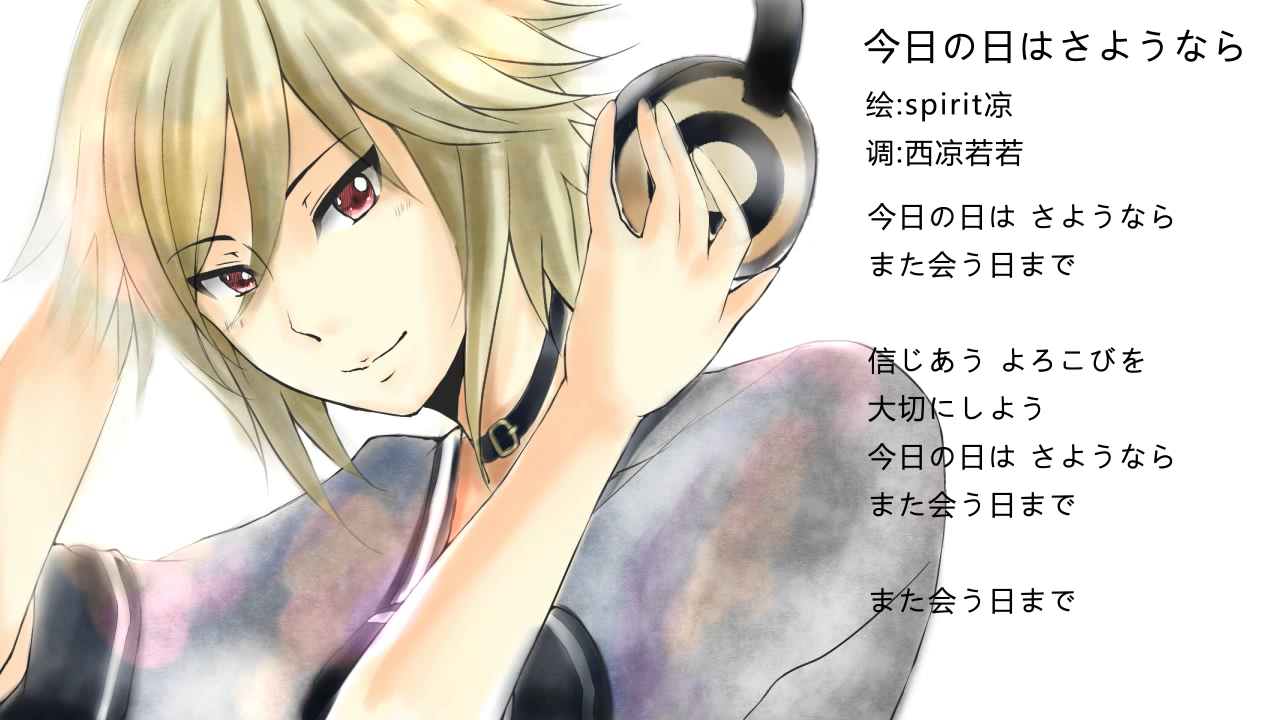 今日の日はさようなら
绘:spirit凉
调:西凉若若
今日の日は さようなら
また会う日まで
信じあう よろこびを
大切にしよう
今日の日は さようなら
また会う日まで
また会う日まで